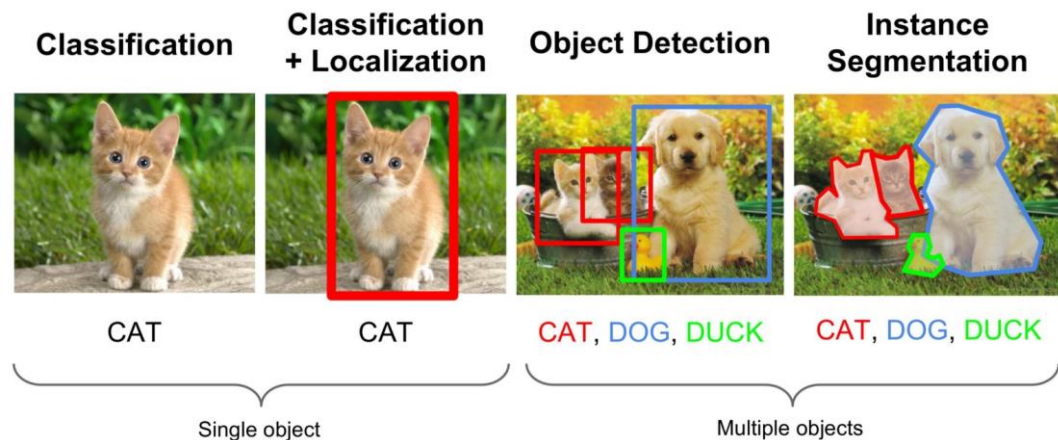 Classification
Classification
+ Localization
Object Detection
Instance
Segmentation
CAT
CAT
CAT, DOG, DUCK
CAT, DOG, DUCK
Single object
Multiple objects